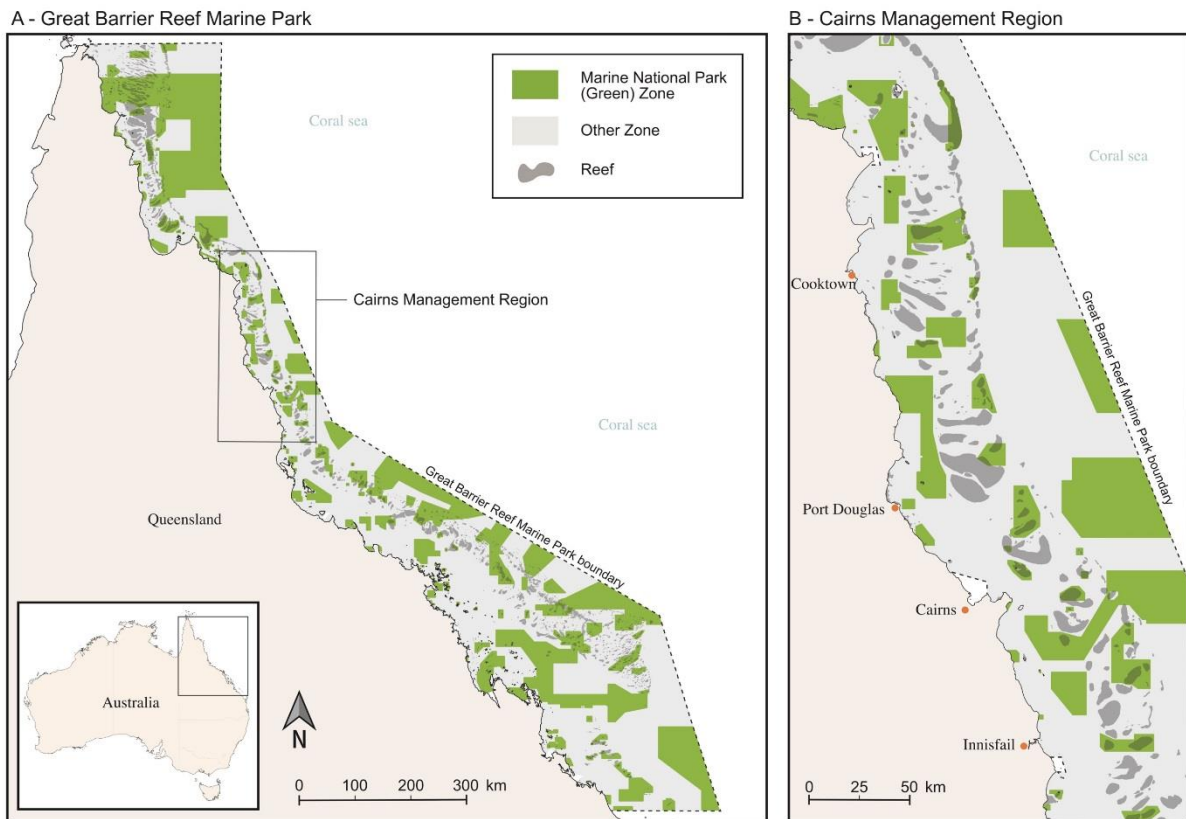 A - Great Barrier Reef Marine Park
Marine National Park
(Green) Zone
Other Zone
Reef
Coral sea
Cairns Management Region
Coral sea
Great Barrier Reef Marine Park boundary
Queensland
Australia
N
0 100 200 300 km
B - Cairns Management Region
Coral sea
Cooktown
Great Barrier Reef Marine Park boundary
Port Douglas
Cairns
Innisfail
0 25 50 km